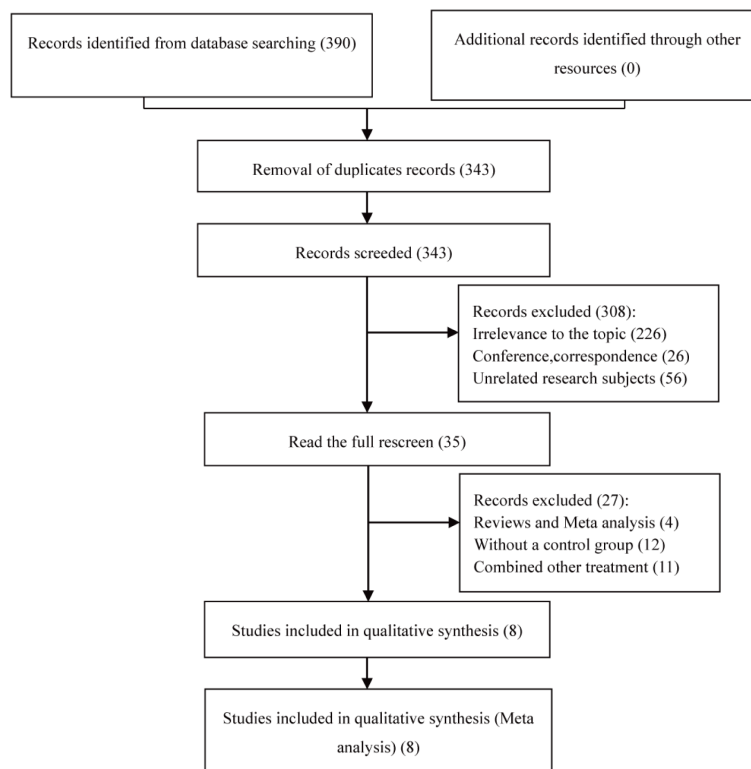 Records identified from database searching (390)
Additional records identified through other
resources (0)
Removal of duplicates records (343)
Records screeded (343)
Records excluded (308):
Irrelevance to the topic (226)
Conference,correspondence (26)
Unrelated research subjects (56)
Read the full rescreen (35)
Records excluded (27):
Reviews and Meta analysis (4)
Without a control group (12)
Combined other treatment (11)
Studies included in qualitative synthesis (8)
Studies included in qualitative synthesis (Meta
analysis) (8)